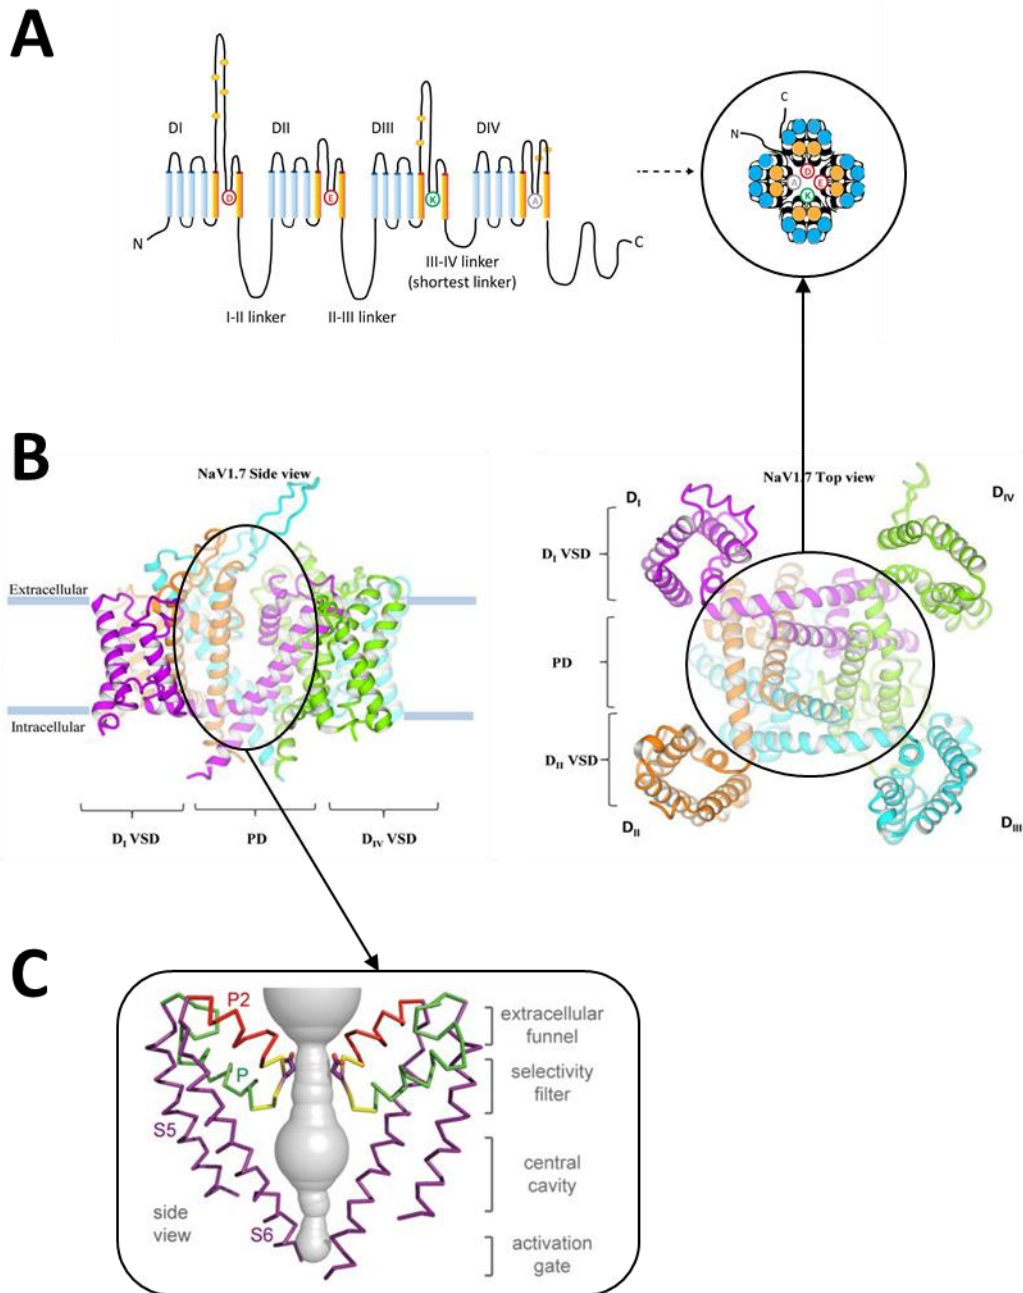 A
DI
DII
DIII
DIV
D
E
K
A
N
C
I-II linker
II-III linker
III-IV linker
(shortest linker)
C
N
D
A
E
K
B
NaV1.7 Side view
Extracellular
Intracellular
DI VSD
PD
DIV VSD
NaV1.7 Top view
DI
DIV
DI VSD
PD
DII VSD
DII
DIII
C
P2
P
S5
S6
side
view
extracellular
funnel
selectivity
filter
central
cavity
activation
gate